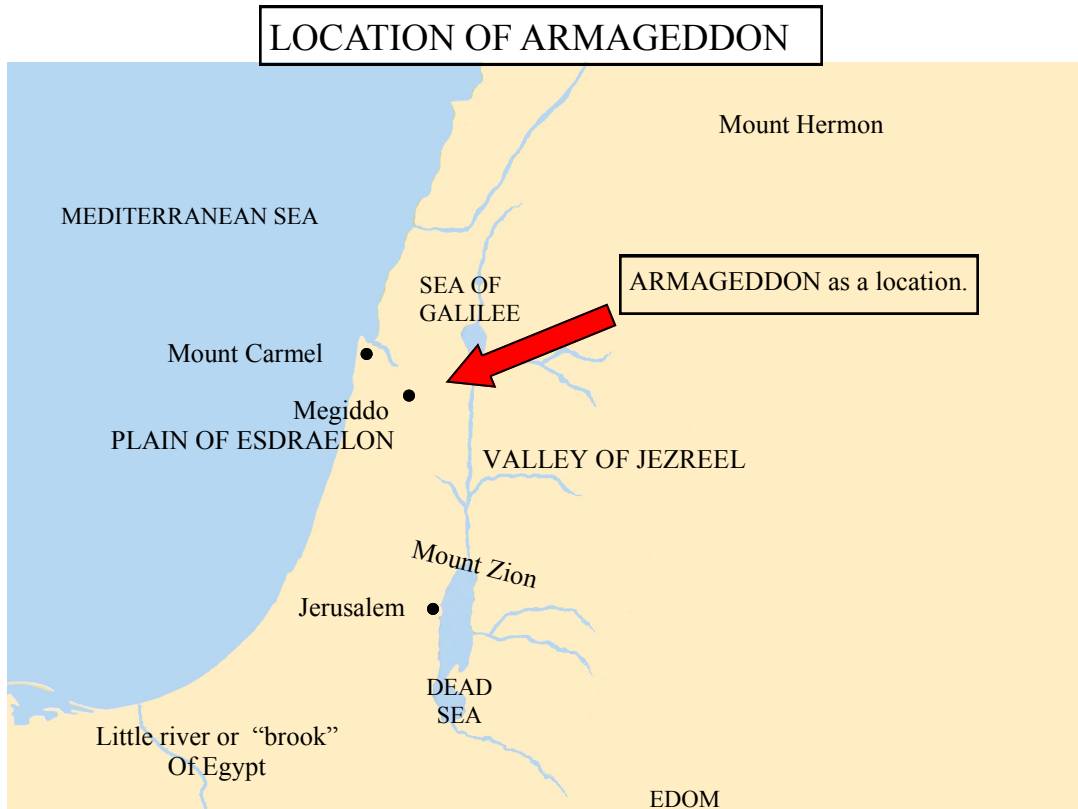 LOCATION OF ARMAGEDDON
Mount Hermon
MEDITERRANEAN SEA
ARMAGEDDON as a location.
SEA OF
GALILEE
Mount Carmel
Megiddo
PLAIN OF ESDRAELON
VALLEY OF JEZREEL
Mount Zion
Jerusalem
DEAD
SEA
Little river or “brook”
Of Egypt
EDOM